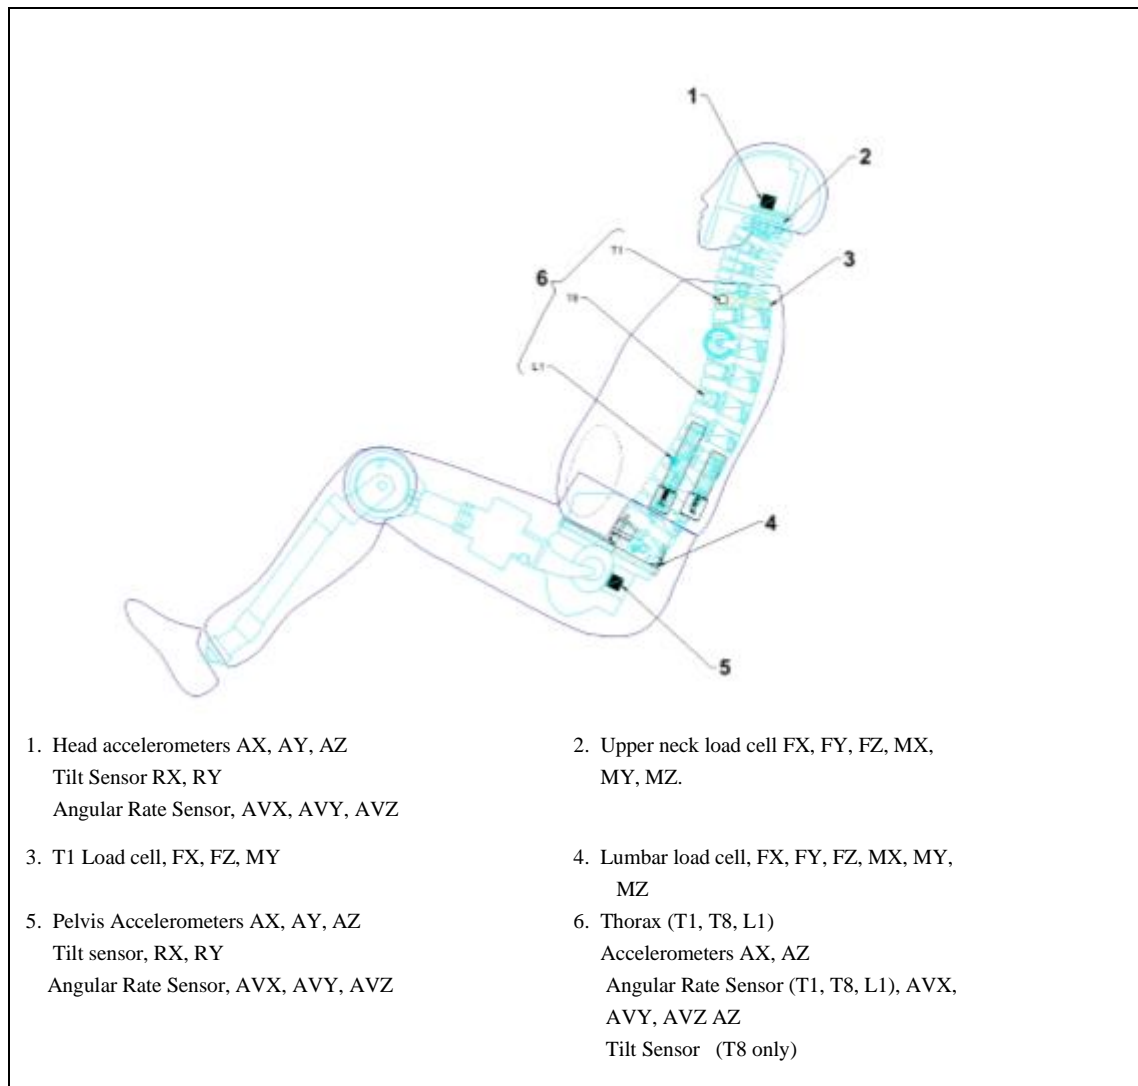 1
2
3
6
T1
T8
L1
4
5
1. Head accelerometers AX, AY, AZ
Tilt Sensor RX, RY
Angular Rate Sensor, AVX, AVY, AVZ
2. Upper neck load cell FX, FY, FZ, MX,
MY, MZ.
3. T1 Load cell, FX, FZ, MY
4. Lumbar load cell, FX, FY, FZ, MX, MY,
MZ
5. Pelvis Accelerometers AX, AY, AZ
Tilt sensor, RX, RY
Angular Rate Sensor, AVX, AVY, AVZ
6. Thorax (T1, T8, L1)
Accelerometers AX, AZ
Angular Rate Sensor (T1, T8, L1), AVX,
AVY, AVZ AZ
Tilt Sensor (T8 only)